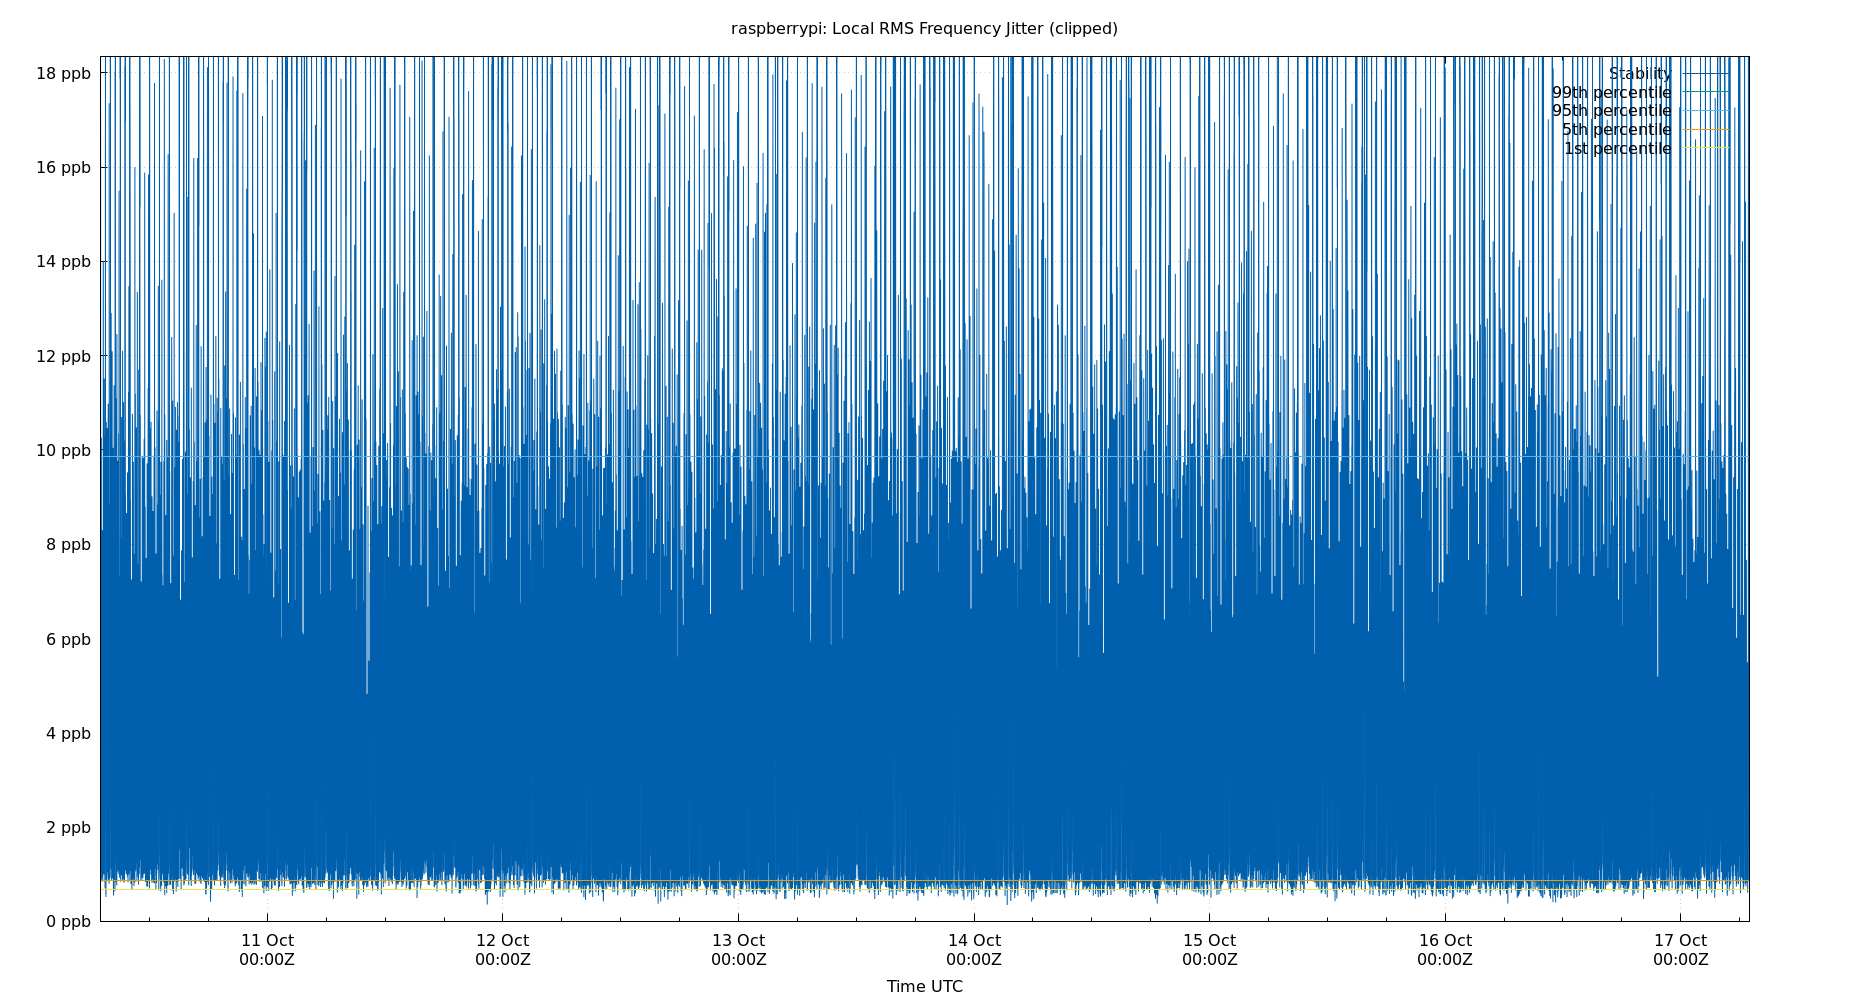 raspberrypi: Local RMS Frequency Jitter (clipped)
18 ppb
16 ppb
14 ppb
12 ppb
10 ppb
8 ppb
6 ppb
4 ppb
2 ppb
0 ppb
Stability
99th percentile
95th percentile
5th percentile
1st percentile
11 Oct 12 Oct 13 Oct 14 Oct 15 Oct 16 Oct 17 Oct
00:00Z 00:00Z 00:00Z 00:00Z 00:00Z 00:00Z 00:00Z
Time UTC